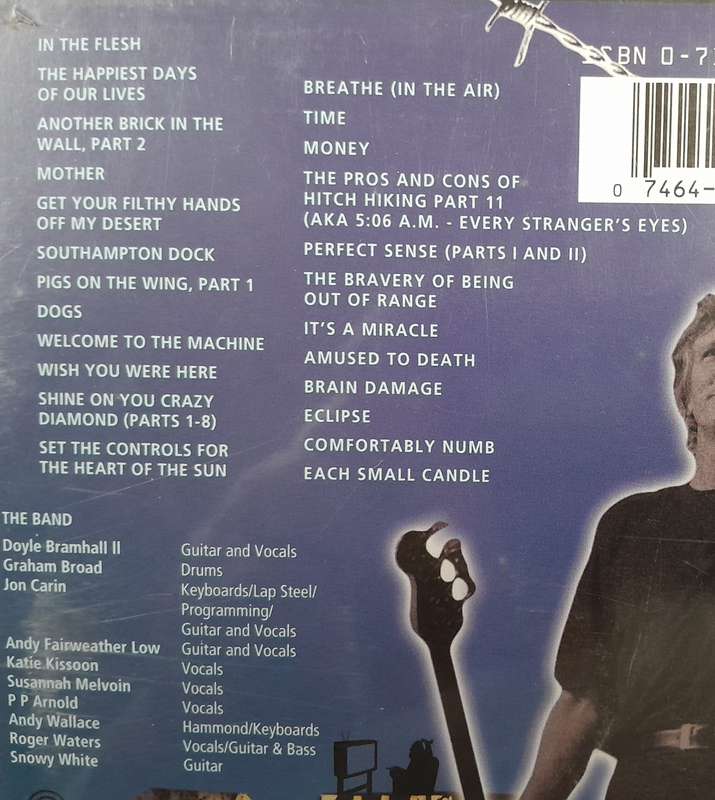 IN THE FLESH
THE HAPPIEST DAYS
OF OUR LIVES
ANOTHER BRICK IN THE
WALL, PART 2
MOTHER
GET YOUR FILTHY HANDS
OFF MY DESERT
SOUTHAMPTON DOCK
PIGS ON THE WING, PART 1
DOGS
WELCOME TO THE MACHINE
WISH YOU WERE HERE
SHINE ON YOU CRAZY
DIAMOND (PARTS 1-8)
SET THE CONTROLS FOR
THE HEART OF THE SUN
BREATHE (IN THE AIR)
TIME
MONEY
THE PROS AND CONS OF
HITCH HIKING PART 11
(AKA 5:06 A.M. - EVERY STRANGER'S EYES)
PERFECT SENSE (PARTS I AND II)
THE BRAVERY OF BEING
OUT OF RANGE
IT'S A MIRACLE
AMUSED TO DEATH
BRAIN DAMAGE
ECLIPSE
COMFORTABLY NUMB
EACH SMALL CANDLE
ISBN 0-7
0 7464-
THE BAND
Doyle Bramhall II Guitar and Vocals
Graham Broad Drums
Jon Carin Keyboards/Lap Steel/
Programming/
Guitar and Vocals
Andy Fairweather Low Guitar and Vocals
Katie Kissoon Vocals
Susannah Melvoin Vocals
P P Arnold Vocals
Andy Wallace Hammond/Keyboards
Roger Waters Vocals/Guitar & Bass
Snowy White Guitar